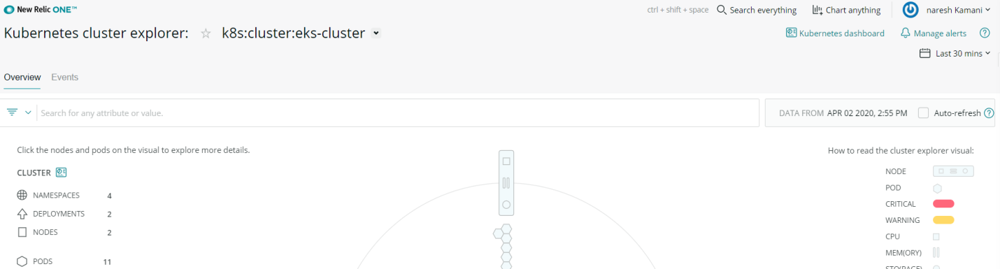 New Relic ONE™ ctrl + shift + space Search everything Chart anything naresh Kamani
Kubernetes cluster explorer: k8s:cluster:eks-cluster Kubernetes dashboard Manage alerts ?
Last 30 mins
Overview Events
Search for any attribute or value. DATA FROM APR 02 2020, 2:55 PM Auto-refresh ?
Click the nodes and pods on the visual to explore more details. How to read the cluster explorer visual:
CLUSTER
NODE
NAMESPACES 4
POD
CRITICAL
DEPLOYMENTS 2
WARNING
NODES 2
CPU
MEM(ORY)
PODS 11
STO(RAGE)